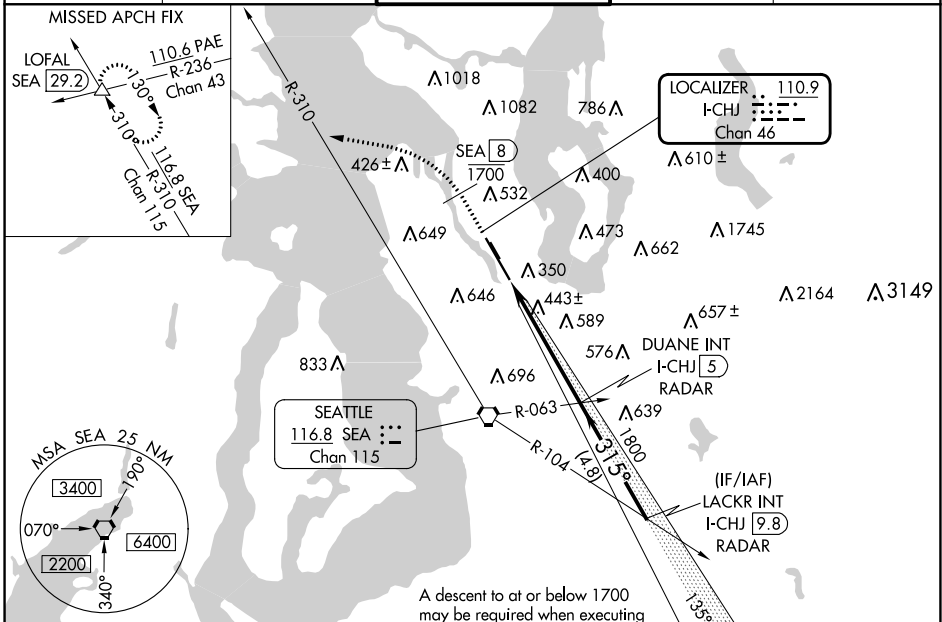 MISSED APCH FIX
LOFAL
SEA 29.2
110.6 PAE
R-236
Chan 43
130°
310°
116.8 SEA
R-310
Chan 115
R-310
1018
1082
786
LOCALIZER 110.9
I-CHJ
Chan 46
426 ±
SEA 8
1700
610 ±
400
532
649
473
662
1745
350
646
443±
589
2164
3149
657 ±
576
DUANE INT
I-CHJ 5
RADAR
833
696
R-063
639
SEATTLE
116.8 SEA
Chan 115
R-104
(4.8)
315°
1800
(IF/IAF)
LACKR INT
I-CHJ 9.8
RADAR
MSA SEA 25 NM
190°
3400
070°
6400
2200
340°
135°
A descent to at or below 1700
may be required when executing